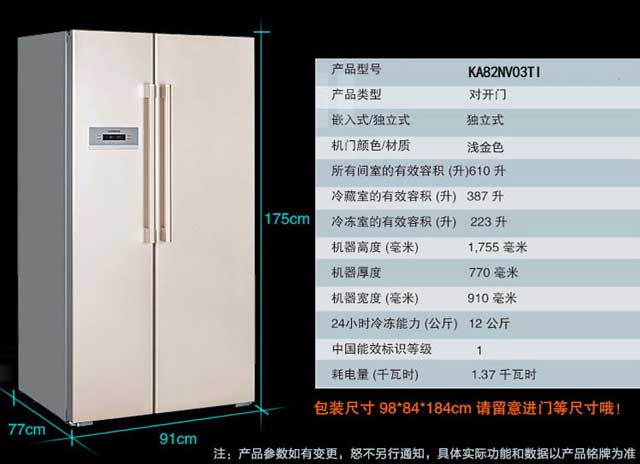 175cm
77cm
91cm
产品型号 KA82NV03TI
产品类型 对开门
嵌入式/独立式 独立式
机门颜色/材质 浅金色
所有间室的有效容积 (升) 610 升
冷藏室的有效容积 (升) 387 升
冷冻室的有效容积 (升) 223 升
机器高度 (毫米) 1,755 毫米
机器厚度 770 毫米
机器宽度 (毫米) 910 毫米
24小时冷冻能力 (公斤) 12 公斤
中国能效标识等级 1
耗电量 (千瓦时) 1.37 千瓦时
包装尺寸 98*84*184cm 请留意进门等尺寸哦！
注：产品参数如有变更，恕不另行通知，具体实际功能和数据以产品铭牌为准